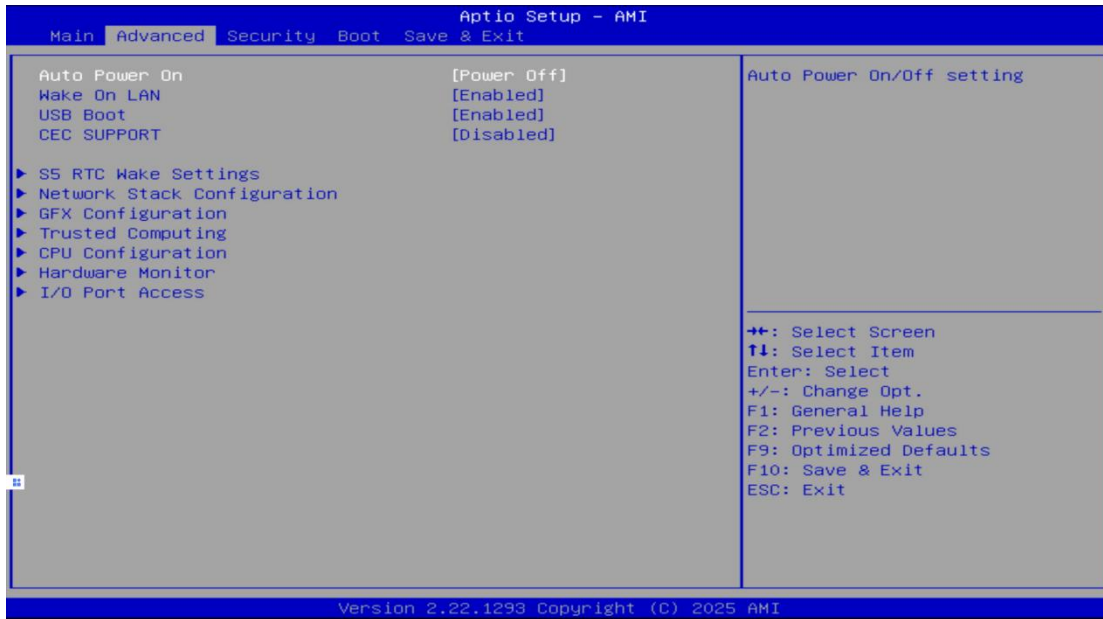 Aptio Setup – AMI
Main Advanced Security Boot Save & Exit
Auto Power On [Power Off]
Wake On LAN [Enabled]
USB Boot [Enabled]
CEC SUPPORT [Disabled]
▶ S5 RTC Wake Settings
▶ Network Stack Configuration
▶ GFX Configuration
▶ Trusted Computing
▶ CPU Configuration
▶ Hardware Monitor
▶ I/O Port Access
Auto Power On/Off setting
→←: Select Screen
↑↓: Select Item
Enter: Select
+/-: Change Opt.
F1: General Help
F2: Previous Values
F9: Optimized Defaults
F10: Save & Exit
ESC: Exit
Version 2.22.1293 Copyright (C) 2025 AMI